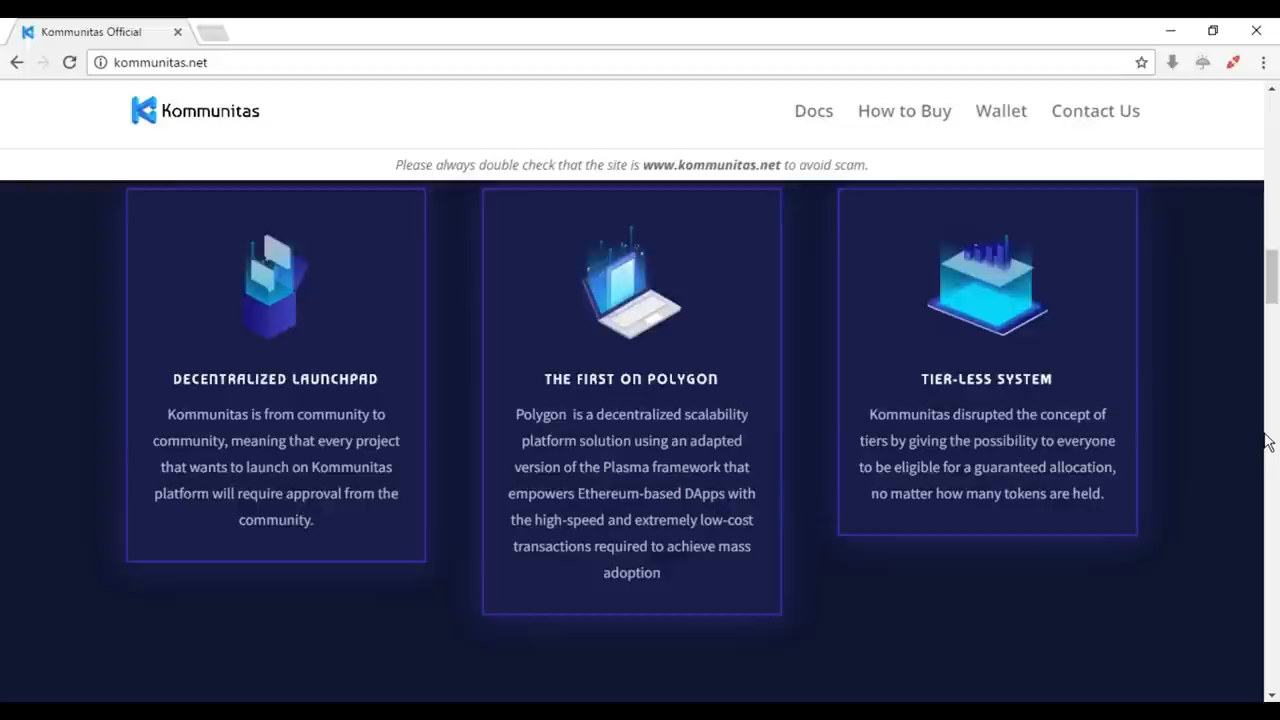 Kommunitas Official
kommunitas.net
Kommunitas
Docs How to Buy Wallet Contact Us
Please always double check that the site is www.kommunitas.net to avoid scam.
DECENTRALIZED LAUNCHPAD
Kommunitas is from community to
community, meaning that every project
that wants to launch on Kommunitas
platform will require approval from the
community.
THE FIRST ON POLYGON
Polygon is a decentralized scalability
platform solution using an adapted
version of the Plasma framework that
empowers Ethereum-based DApps with
the high-speed and extremely low-cost
transactions required to achieve mass
adoption
TIER-LESS SYSTEM
Kommunitas disrupted the concept of
tiers by giving the possibility to everyone
to be eligible for a guaranteed allocation,
no matter how many tokens are held.